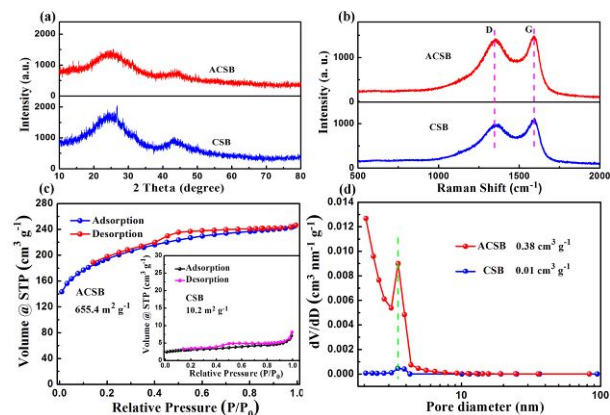 (a)
ACSB
CSB
Intensity (a.u.)
2000
1000
0
2000
1000
0
10 20 30 40 50 60 70 80
2 Theta (degree)
(b)
D G
ACSB
CSB
Intensity (a. u.)
1000
0
1000
0
500 1000 1500 2000
Raman Shift (cm⁻¹)
(c)
Adsorption
Desorption
ACSB
655.4 m² g⁻¹
Volume @ STP (cm³ g⁻¹)
280
240
200
160
120
80
40
0
0.0 0.2 0.4 0.6 0.8 1.0
Relative Pressure (P/P₀)
Adsorption
Desorption
CSB
10.2 m² g⁻¹
Volume @ STP (cm³ g⁻¹)
30
25
20
15
10
5
0
0.0 0.2 0.4 0.6 0.8 1.0
Relative Pressure (P/P₀)
(d)
ACSB 0.38 cm³ g⁻¹
CSB 0.01 cm³ g⁻¹
dV/dD (cm³ nm⁻¹ g⁻¹)
0.014
0.012
0.010
0.008
0.006
0.004
0.002
0.000
10 100
Pore diameter (nm)